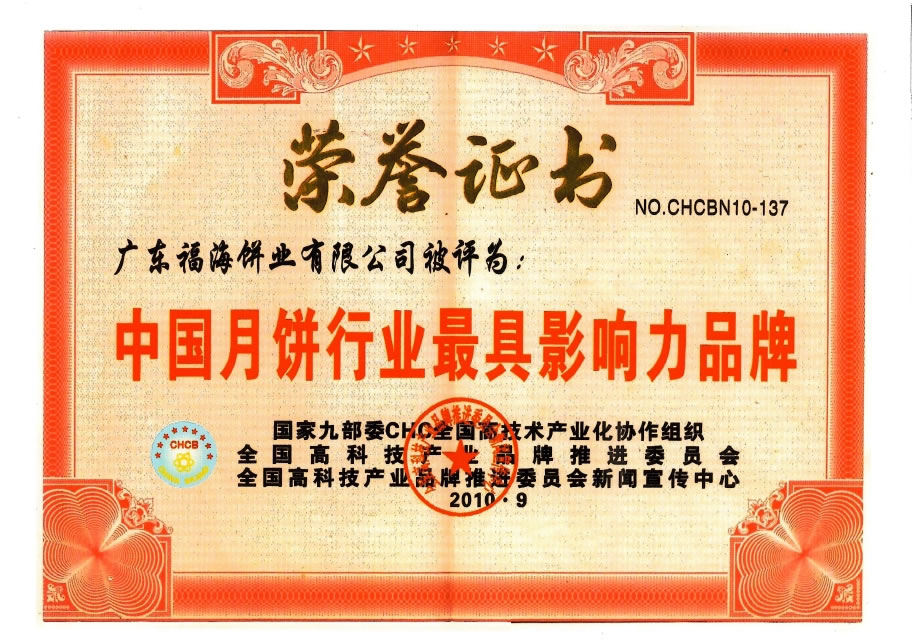 荣誉证书
NO.CHCBN10-137
广东福海饼业有限公司被评为：
中国月饼行业最具影响力品牌
CHCB
国家九部委CHC全国高技术产业化协作组织
全国高科技产业品牌推进委员会
全国高科技产业品牌推进委员会新闻宣传中心
2010·9